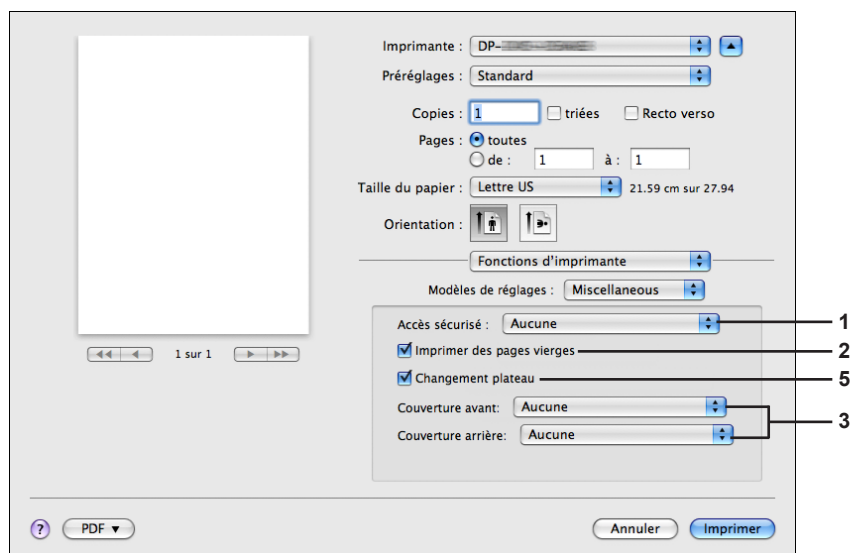 Imprimante : DP-
Préréglages : Standard
Copies : 1 triées Recto verso
Pages : toutes
de : 1 à : 1
Taille du papier : Lettre US 21.59 cm sur 27.94
Orientation :
Fonctions d'imprimante
Modèles de réglages : Miscellaneous
Accès sécurisé : Aucune 1
Imprimer des pages vierges 2
1 sur 1
Changement plateau 5
Couverture avant: Aucune
3
Couverture arrière: Aucune
? PDF ▼ Annuler Imprimer